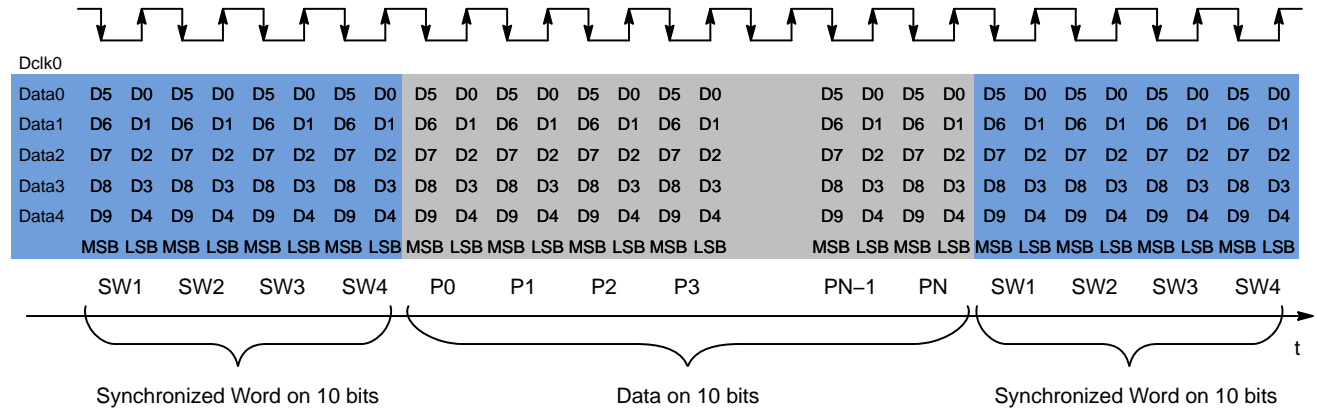 Dclk0
Data0 D5 D0 D5 D0 D5 D0 D5 D0 D5 D0 D5 D0 D5 D0 D5 D0 D5 D0 D5 D0 D5 D0 D5 D0 D5 D0 D5 D0
Data1 D6 D1 D6 D1 D6 D1 D6 D1 D6 D1 D6 D1 D6 D1 D6 D1 D6 D1 D6 D1 D6 D1 D6 D1 D6 D1 D6 D1
Data2 D7 D2 D7 D2 D7 D2 D7 D2 D7 D2 D7 D2 D7 D2 D7 D2 D7 D2 D7 D2 D7 D2 D7 D2 D7 D2 D7 D2
Data3 D8 D3 D8 D3 D8 D3 D8 D3 D8 D3 D8 D3 D8 D3 D8 D3 D8 D3 D8 D3 D8 D3 D8 D3 D8 D3 D8 D3
Data4 D9 D4 D9 D4 D9 D4 D9 D4 D9 D4 D9 D4 D9 D4 D9 D4 D9 D4 D9 D4 D9 D4 D9 D4 D9 D4 D9 D4
MSB LSB MSB LSB MSB LSB MSB LSB MSB LSB MSB LSB MSB LSB MSB LSB MSB LSB MSB LSB MSB LSB MSB LSB MSB LSB MSB LSB
SW1 SW2 SW3 SW4 P0 P1 P2 P3 PN–1 PN SW1 SW2 SW3 SW4
t
Synchronized Word on 10 bits Data on 10 bits Synchronized Word on 10 bits